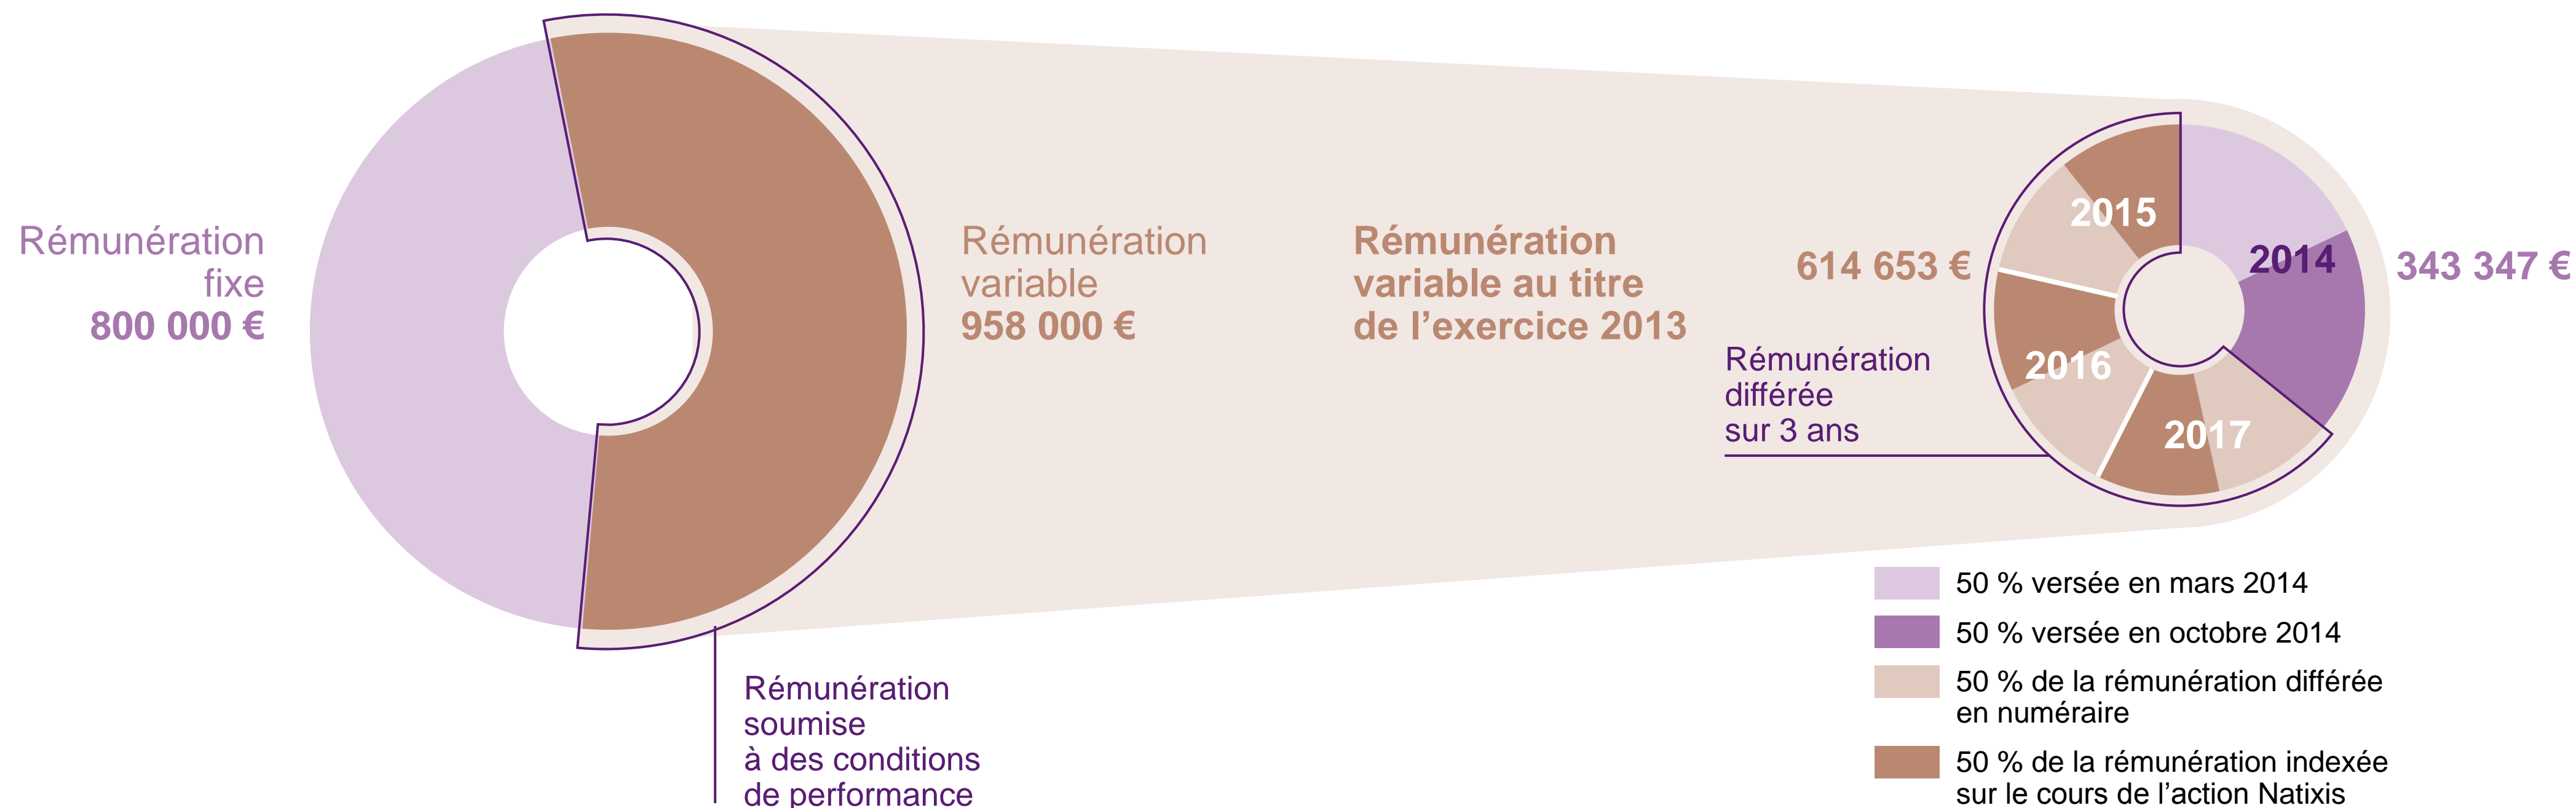 Rémunération
fixe
800 000 €
Rémunération
variable
958 000 €
Rémunération
soumise
à des conditions
de performance
Rémunération
variable au titre
de l’exercice 2013
614 653 €
Rémunération
différée
sur 3 ans
2015
2014
2016
2017
343 347 €
50 % versée en mars 2014
50 % versée en octobre 2014
50 % de la rémunération différée
en numéraire
50 % de la rémunération indexée
sur le cours de l’action Natixis